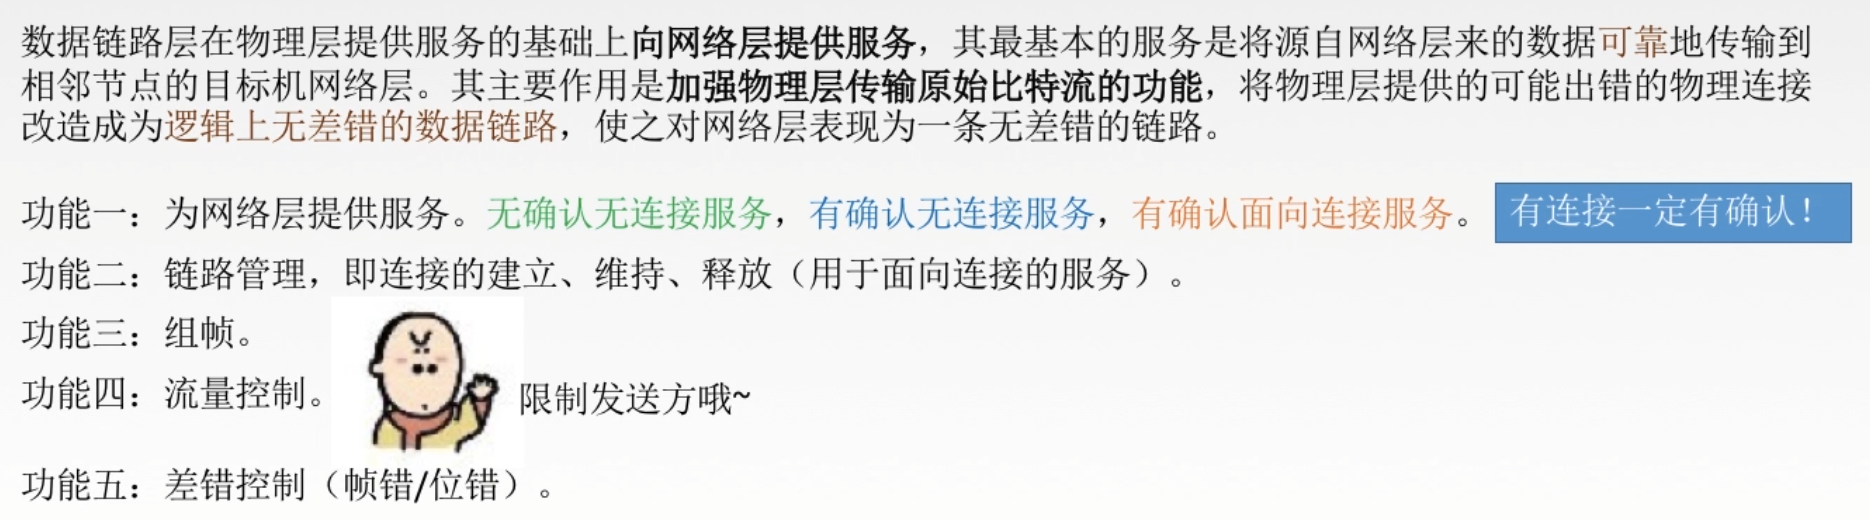 数据链路层在物理层提供服务的基础上向网络层提供服务，其最基本的服务是将源自网络层来的数据可靠地传输到
相邻节点的目标机网络层。其主要作用是加强物理层传输原始比特流的功能，将物理层提供的可能出错的物理连接
改造成为逻辑上无差错的数据链路，使之对网络层表现为一条无差错的链路。
功能一：为网络层提供服务。无确认无连接服务，有确认无连接服务，有确认面向连接服务。 有连接一定有确认！
功能二：链路管理，即连接的建立、维持、释放（用于面向连接的服务）。
功能三：组帧。
功能四：流量控制。 限制发送方哦~
功能五：差错控制（帧错/位错）。